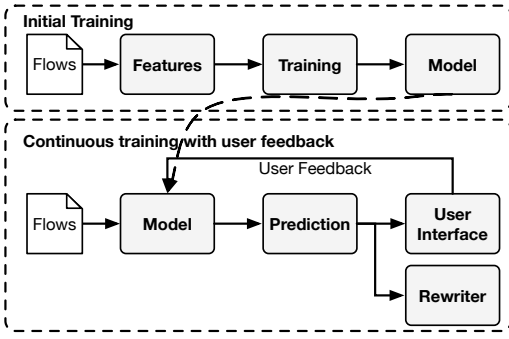 Initial Training
Flows
Features
Training
Model
Continuous training with user feedback
User Feedback
Flows
Model
Prediction
User
Interface
Rewriter